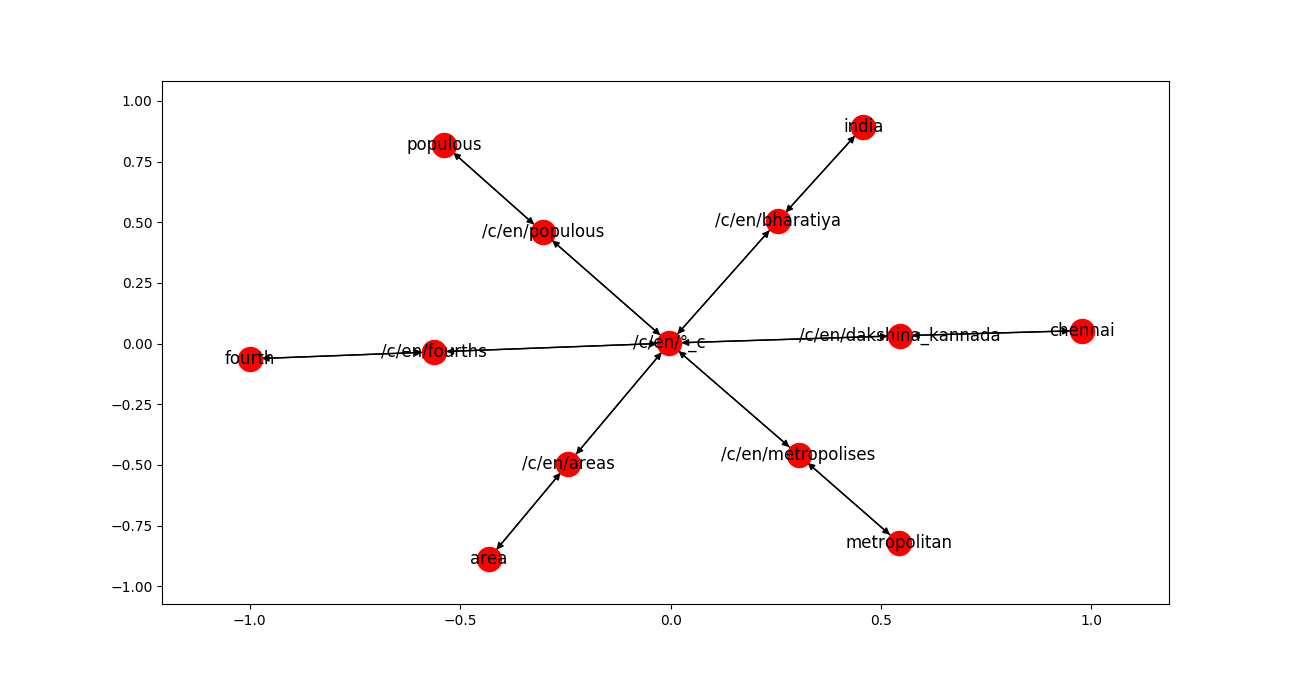 1.00
0.75
0.50
0.25
0.00
−0.25
−0.50
−0.75
−1.00
−1.0
−0.5
0.0
0.5
1.0
india
populous
/c/en/bharatiya
/c/en/populous
/c/en/dakshina_kannada
chennai
/c/en/°_c
/c/en/fourths
fourth
/c/en/metropolises
/c/en/areas
metropolitan
area